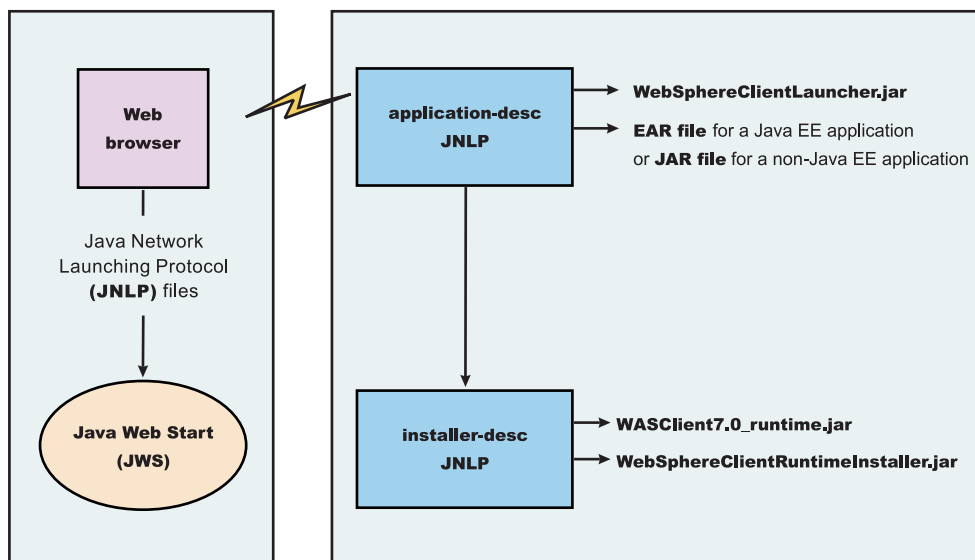 Web
browser
Java Network
Launching Protocol
(JNLP) files
Java Web Start
(JWS)
application-desc
JNLP
WebSphereClientLauncher.jar
EAR file for a Java EE application
or JAR file for a non-Java EE application
installer-desc
JNLP
WASClient7.0_runtime.jar
WebSphereClientRuntimeInstaller.jar